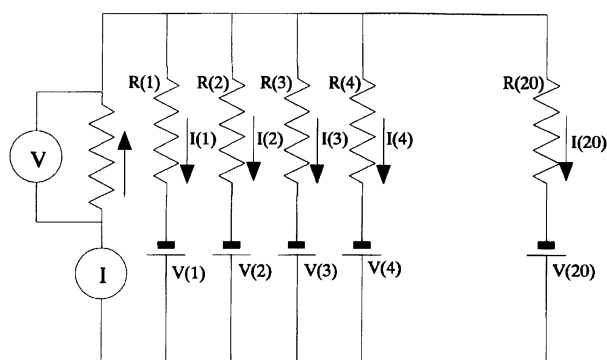 R(1) R(2) R(3) R(4) R(20)
V I(1) I(2) I(3) I(4) I(20)
I V(1) V(2) V(3) V(4) V(20)